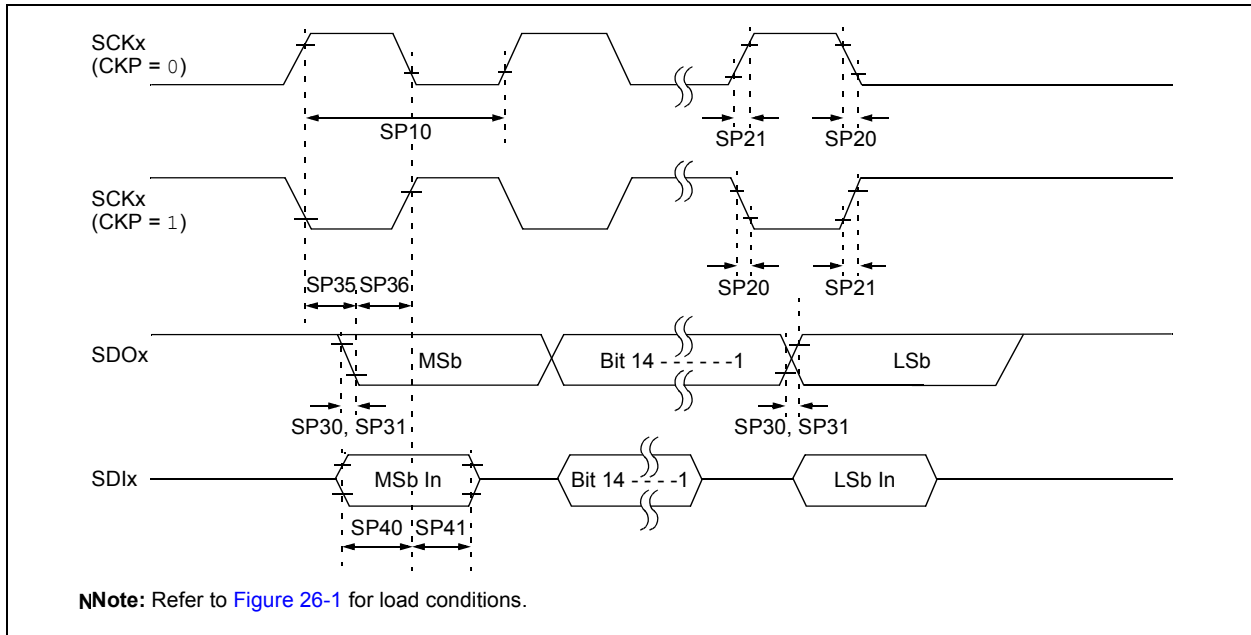 SCKx
(CKP = 0)
SP10
SP21
SP20
SCKx
(CKP = 1)
SP35
SP36
SP20
SP21
SDOx
MSb
Bit 14 - - - - - -1
LSb
SP30, SP31
SP30, SP31
SDIx
MSb In
Bit 14 - - - - -1
LSb In
SP40
SP41
NNote: Refer to Figure 26-1 for load conditions.